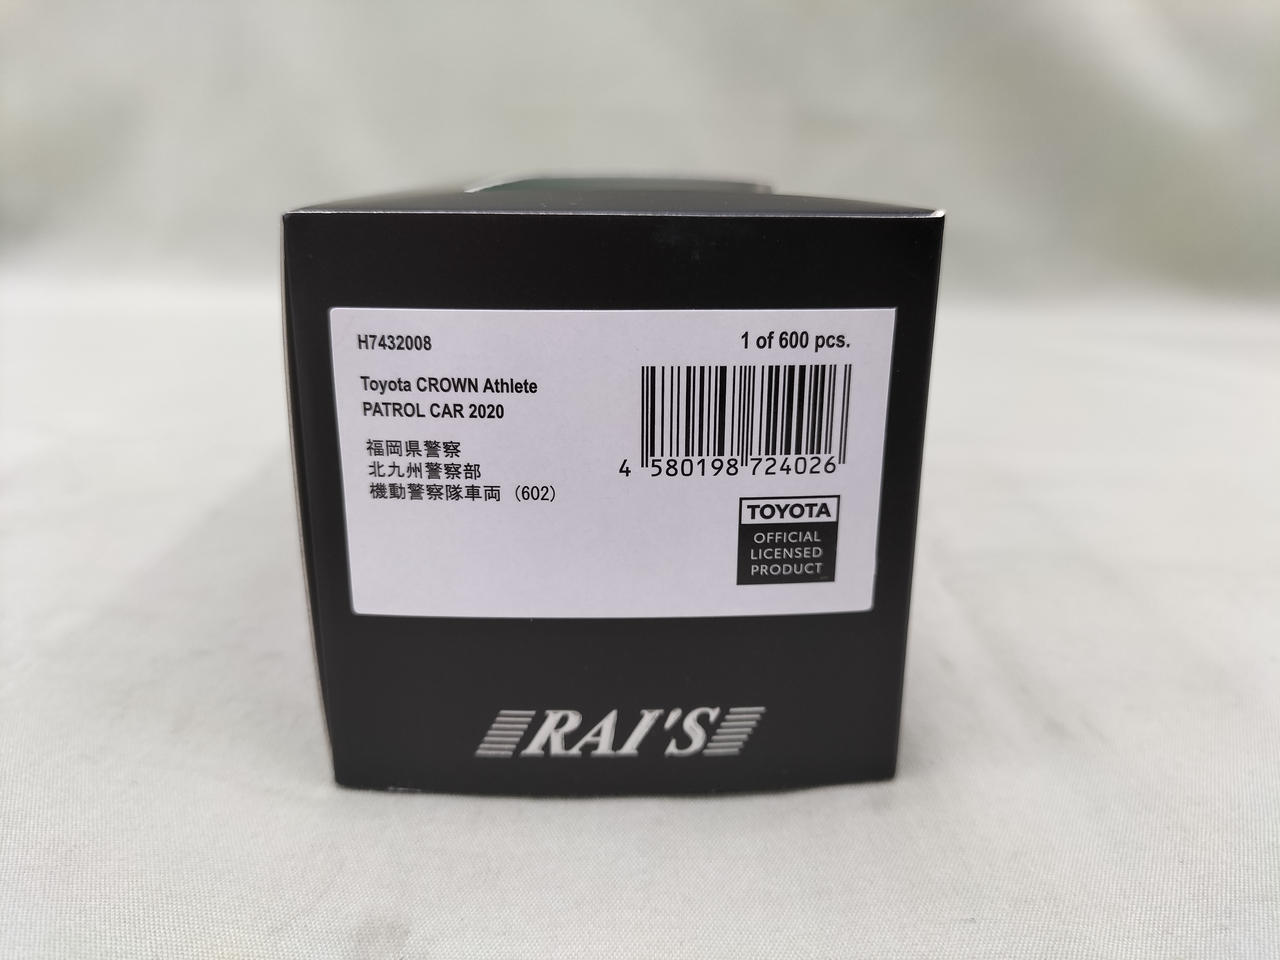 H7432008
1 of 600 pcs.
Toyota CROWN Athlete
PATROL CAR 2020
福岡県警察
北九州警察部
機動警察隊車両 （602）
4 580198 724026
TOYOTA
OFFICIAL
LICENSED
PRODUCT
RAI'S